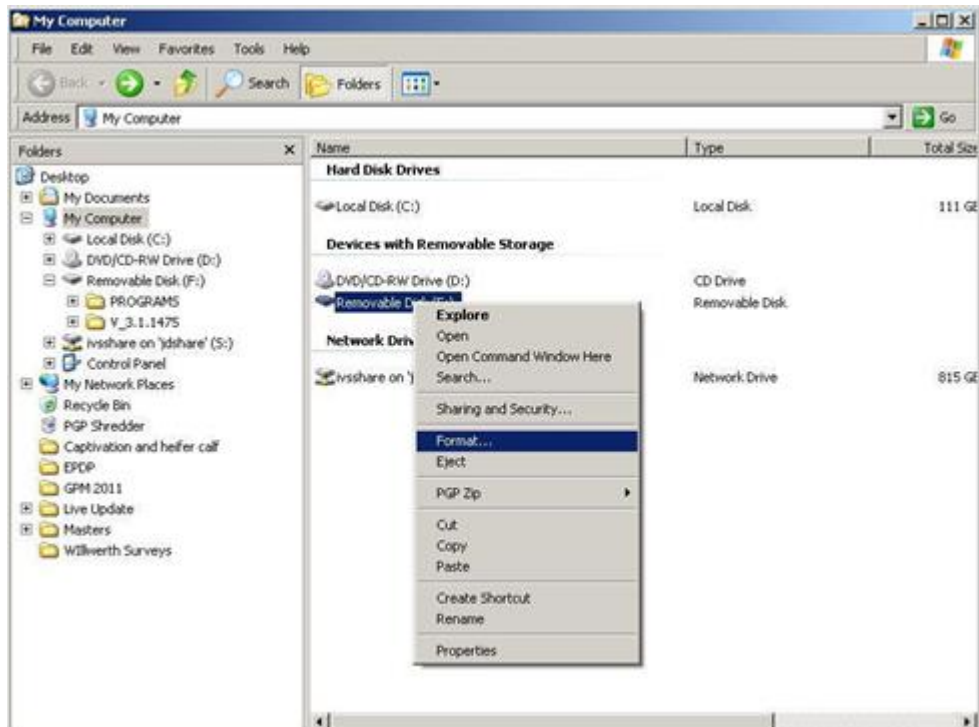 My Computer
File Edit View Favorites Tools Help
Back Search Folders
Address My Computer Go
Folders
Desktop
My Documents
My Computer
Local Disk (C:)
DVD/CD-RW Drive (D:)
Removable Disk (F:)
PROGRAMS
V_3.1.1475
ivsshare on 'jdshare' (S:)
Control Panel
My Network Places
Recycle Bin
PGP Shredder
Captivation and heifer calf
EPDP
GPM 2011
Live Update
Masters
Willwerth Surveys
Name Type Total Size
Hard Disk Drives
Local Disk (C:) Local Disk 111 GB
Devices with Removable Storage
DVD/CD-RW Drive (D:) CD Drive
Removable Disk (F:) Removable Disk
Network Driv
ivsshare on 'j Network Drive 815 GB
Explore
Open
Open Command Window Here
Search...
Sharing and Security...
Format...
Eject
PGP Zip
Cut
Copy
Paste
Create Shortcut
Rename
Properties